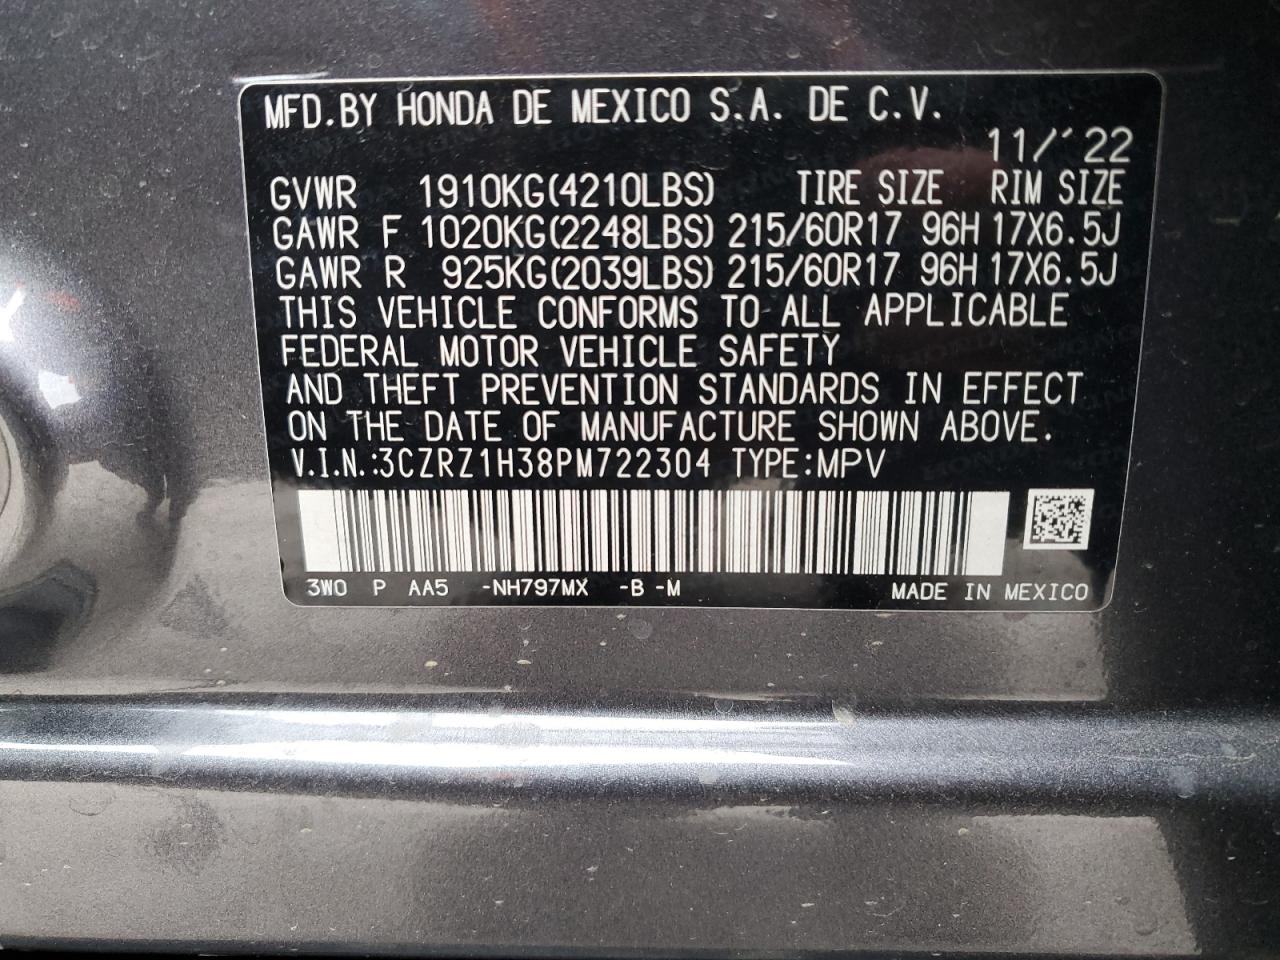 MFD.BY HONDA DE MEXICO S.A. DE C.V.
11/'22
GVWR 1910KG(4210LBS) TIRE SIZE RIM SIZE
GAWR F 1020KG(2248LBS) 215/60R17 96H 17X6.5J
GAWR R 925KG(2039LBS) 215/60R17 96H 17X6.5J
THIS VEHICLE CONFORMS TO ALL APPLICABLE
FEDERAL MOTOR VEHICLE SAFETY
AND THEFT PREVENTION STANDARDS IN EFFECT
ON THE DATE OF MANUFACTURE SHOWN ABOVE.
V.I.N.:3CZRZ1H38PM722304 TYPE:MPV
3W0 P AA5 -NH797MX -B -M MADE IN MEXICO